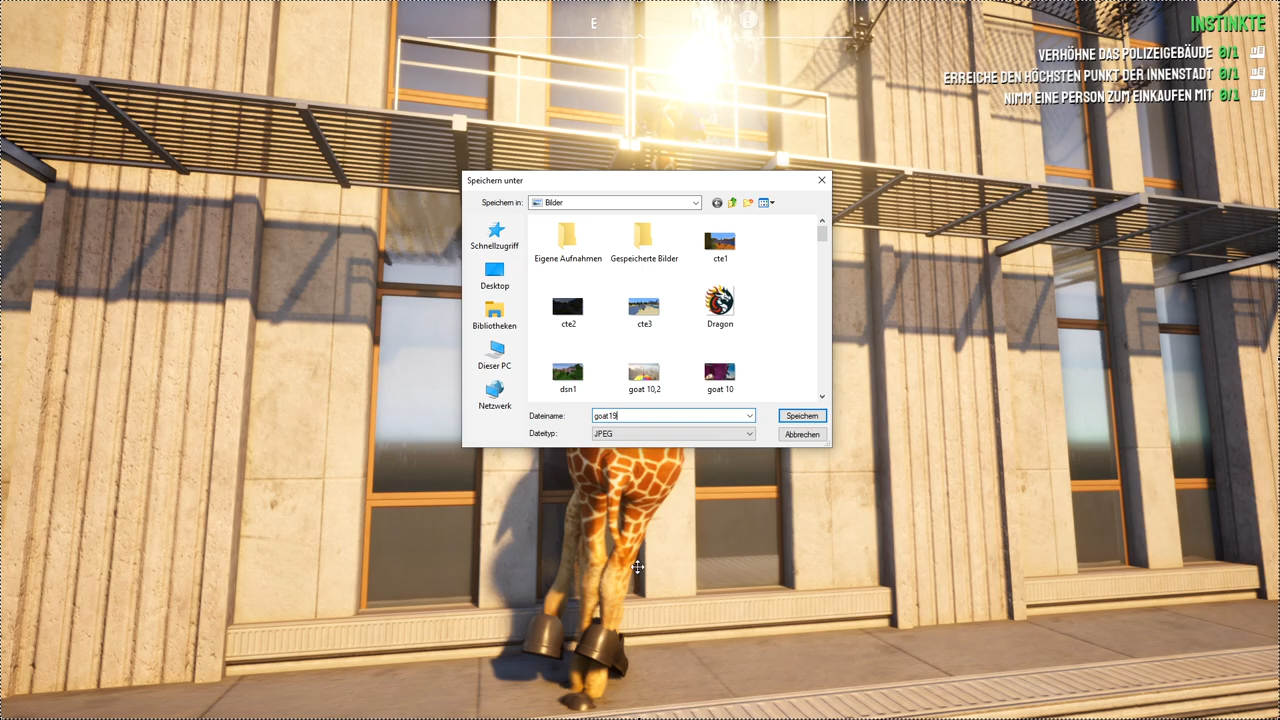 E
INSTINKTE
VERHÖHNE DAS POLIZEIGEBÄUDE 0/1
ERREICHE DEN HÖCHSTEN PUNKT DER INNENSTADT 0/1
NIMM EINE PERSON ZUM EINKAUFEN MIT 0/1
Speichern unter
Speichern in: Bilder
Schnellzugriff
Desktop
Bibliotheken
Dieser PC
Netzwerk
Eigene Aufnahmen
Gespeicherte Bilder
cte1
cte2
cte3
Dragon
dsn1
goat 10,2
goat 10
Dateiname: goat19 Speichern
Dateityp: JPEG Abbrechen